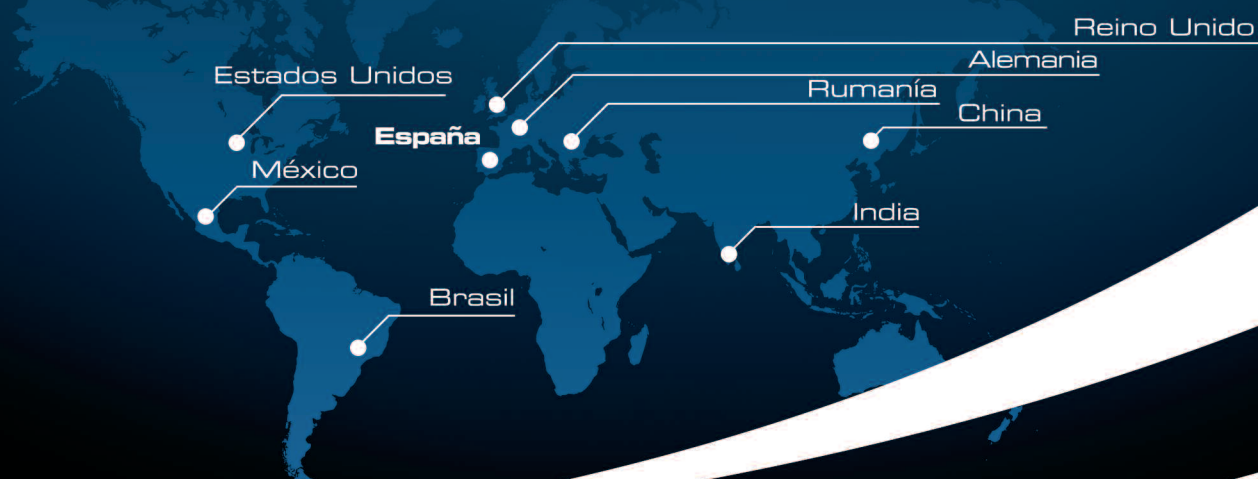 Reino Unido
Alemania
Estados Unidos
Rumanía
China
España
México
India
Brasil